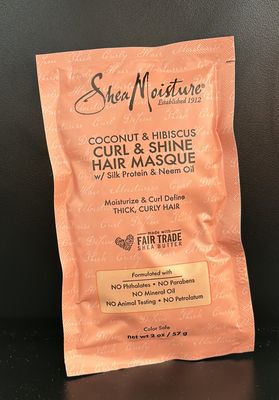 SheaMoisture®
Established 1912
COCONUT & HIBISCUS
CURL & SHINE
HAIR MASQUE
w/ Silk Protein & Neem Oil
Moisturize & Curl Define
THICK, CURLY HAIR
made with
FAIR TRADE
SHEA BUTTER
Formulated with
NO Phthalates • NO Parabens
NO Mineral Oil
NO Animal Testing • NO Petrolatum
Color Safe
net wt 2 oz / 57 g